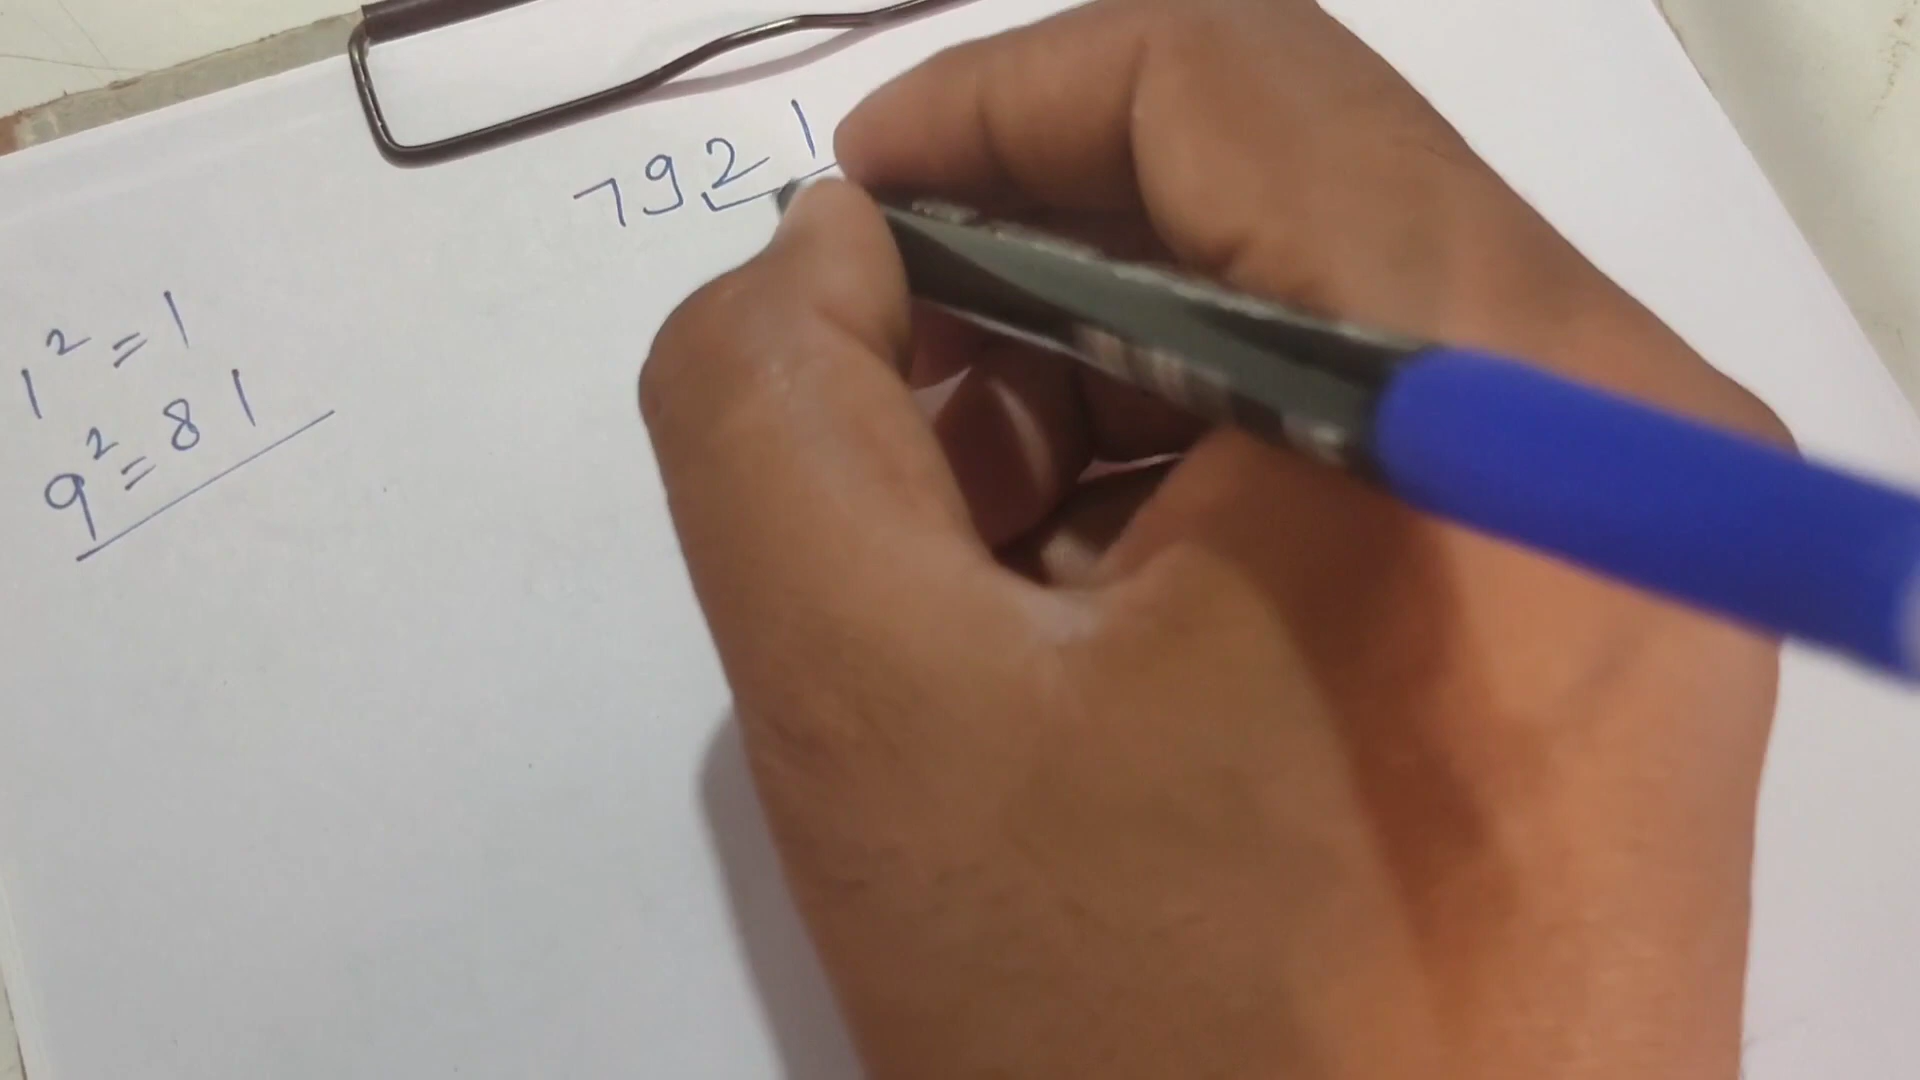 7921
1² = 1
9² = 81